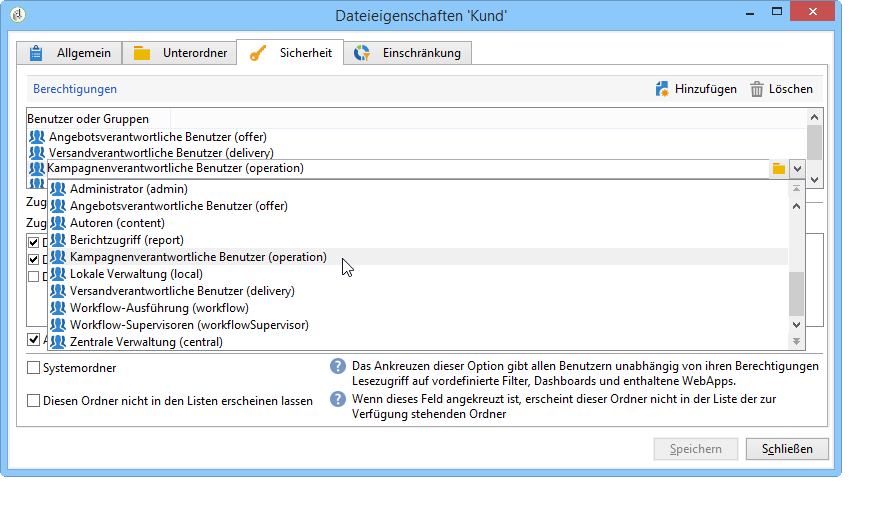 Dateieigenschaften 'Kund'
Allgemein
Unterordner
Sicherheit
Einschränkung
Berechtigungen
Hinzufügen
Löschen
Benutzer oder Gruppen
Angebotsverantwortliche Benutzer (offer)
Versandverantwortliche Benutzer (delivery)
Kampagnenverantwortliche Benutzer (operation)
Administrator (admin)
Angebotsverantwortliche Benutzer (offer)
Autoren (content)
Berichtzugriff (report)
Kampagnenverantwortliche Benutzer (operation)
Lokale Verwaltung (local)
Versandverantwortliche Benutzer (delivery)
Workflow-Ausführung (workflow)
Workflow-Supervisoren (workflowSupervisor)
Zentrale Verwaltung (central)
Systemordner
Das Ankreuzen dieser Option gibt allen Benutzern unabhängig von ihren Berechtigungen
Lesezugriff auf vordefinierte Filter, Dashboards und enthaltene WebApps.
Diesen Ordner nicht in den Listen erscheinen lassen
Wenn dieses Feld angekreuzt ist, erscheint dieser Ordner nicht in der Liste der zur
Verfügung stehenden Ordner
Speichern
Schließen